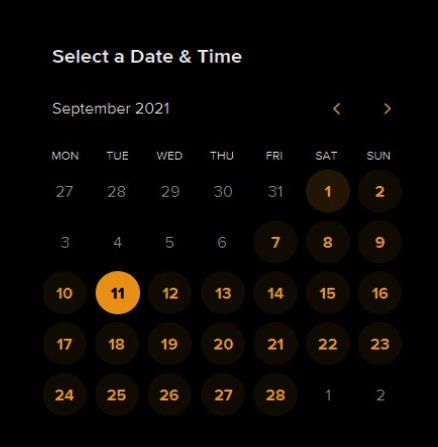 Select a Date & Time
September 2021
MON TUE WED THU FRI SAT SUN
27 28 29 30 31 1 2
3 4 5 6 7 8 9
10 11 12 13 14 15 16
17 18 19 20 21 22 23
24 25 26 27 28 1 2